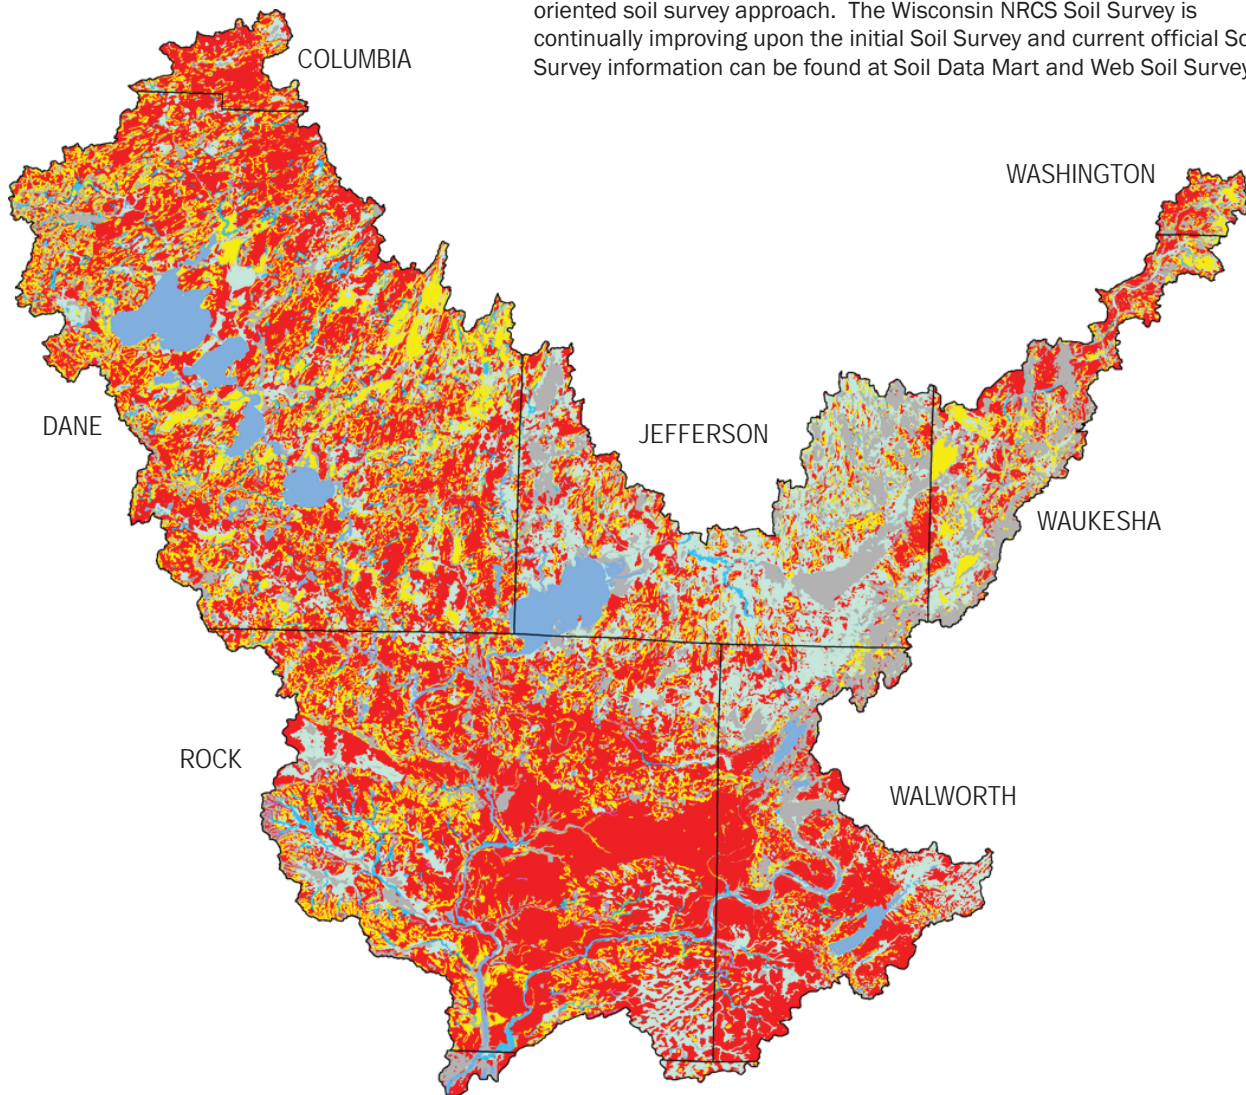 oriented soil survey approach.  The Wisconsin NRCS Soil Survey is
continually improving upon the initial Soil Survey and current official
Survey information can be found at Soil Data Mart and Web Soil Survey
COLUMBIA
WASHINGTON
DANE
JEFFERSON
WAUKESHA
ROCK
WALWORTH